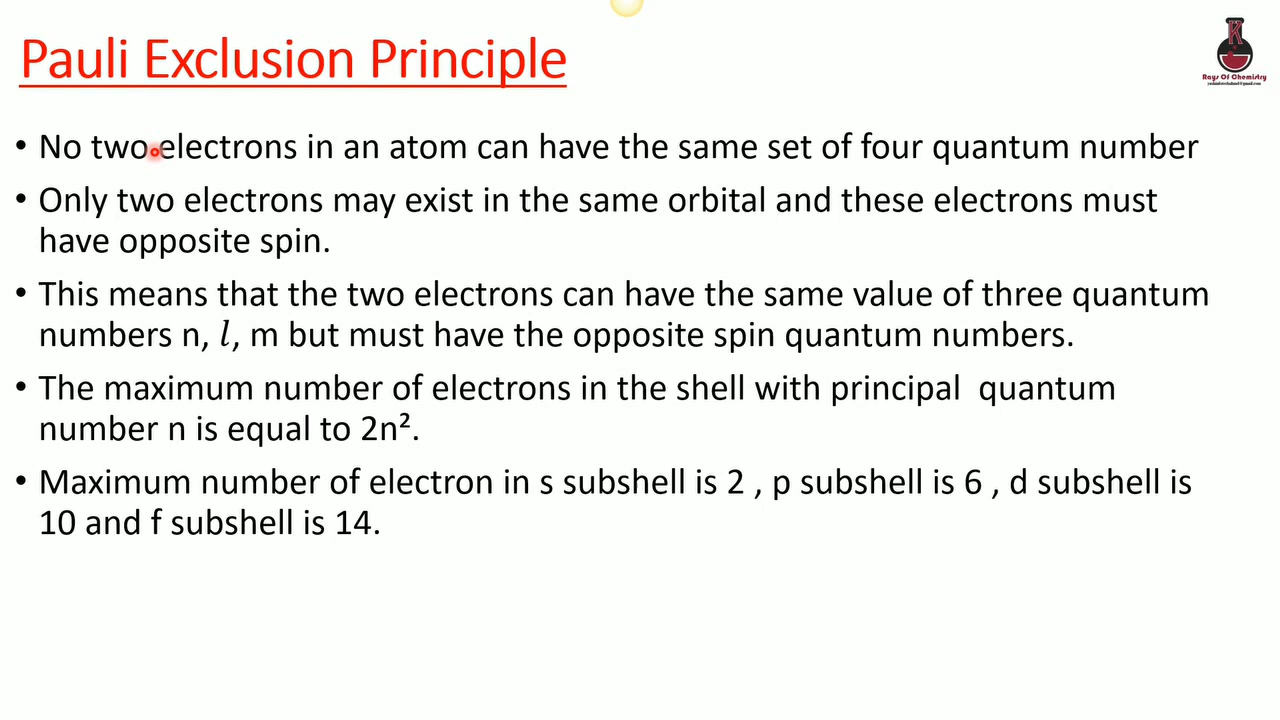 Pauli Exclusion Principle
Rays Of Chemistry
• No two electrons in an atom can have the same set of four quantum number
• Only two electrons may exist in the same orbital and these electrons must
have opposite spin.
• This means that the two electrons can have the same value of three quantum
numbers n, l, m but must have the opposite spin quantum numbers.
• The maximum number of electrons in the shell with principal quantum
number n is equal to 2n².
• Maximum number of electron in s subshell is 2 , p subshell is 6 , d subshell is
10 and f subshell is 14.